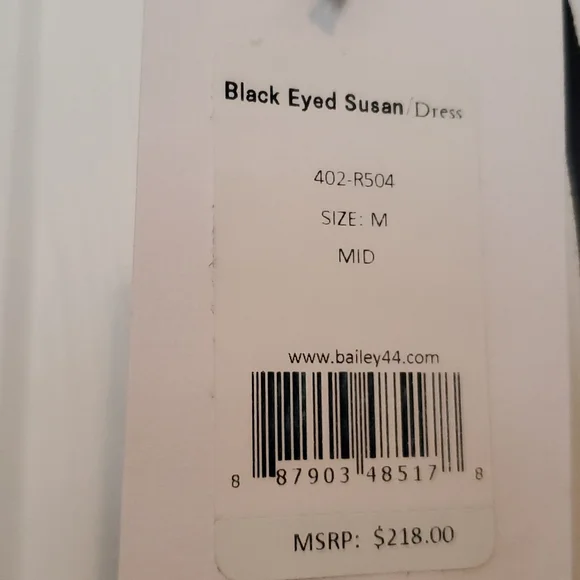 Black Eyed Susan/Dress
402-R504
SIZE: M
MID
www.bailey44.com
8 87903 48517 8
MSRP: $218.00